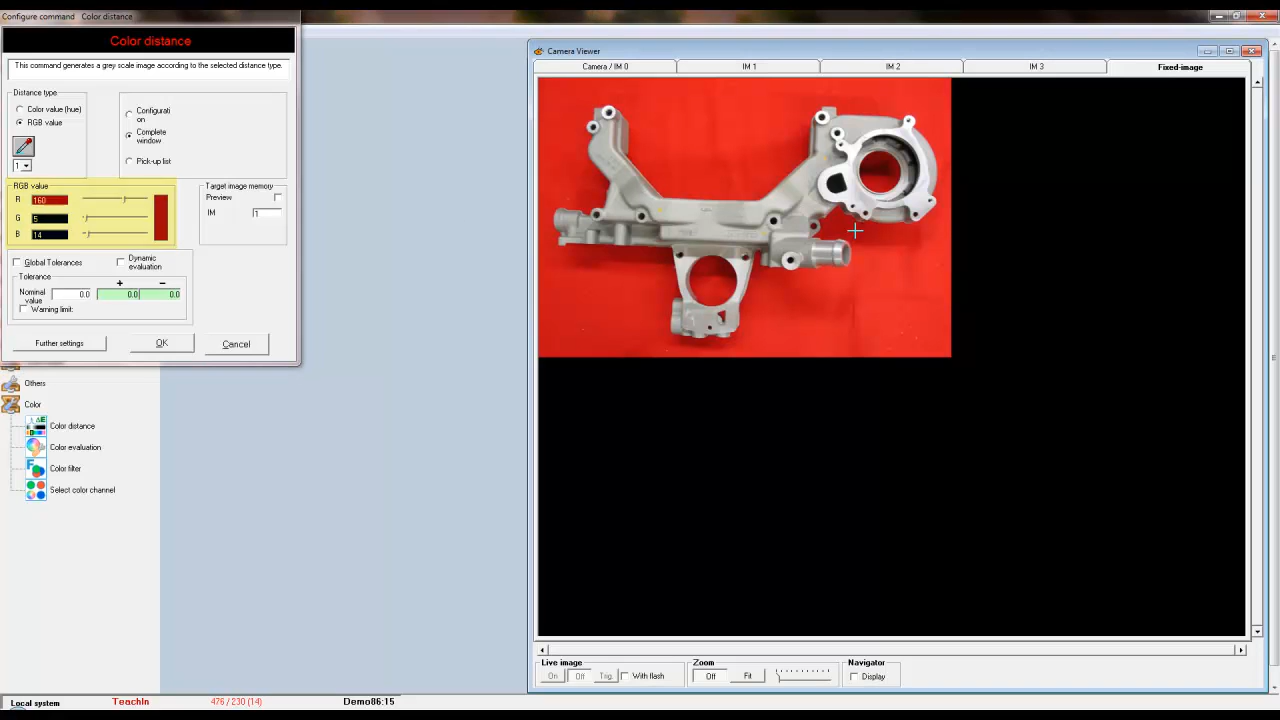 Configure command Color distance
Color distance
This command generates a grey scale image according to the selected distance type.
Distance type
Color value (hue)
RGB value
1
Configurati
on
Complete
window
Pick-up list
RGB value
R 160
G 5
B 14
Target image memory
Preview
IM 1
Global Tolerances
Dynamic
evaluation
Tolerance
+ −
Nominal
value
0.0 0.0 0.0
Warning limit:
Further settings
OK
Cancel
Others
Color
Color distance
Color evaluation
Color filter
Select color channel
Camera Viewer
Camera / IM 0 IM 1 IM 2 IM 3 Fixed-image
Live image
On Off Trig. With flash
Zoom
Off Fit
Navigator
Display
Local system TeachIn 476 / 230 (14) Demo86:15